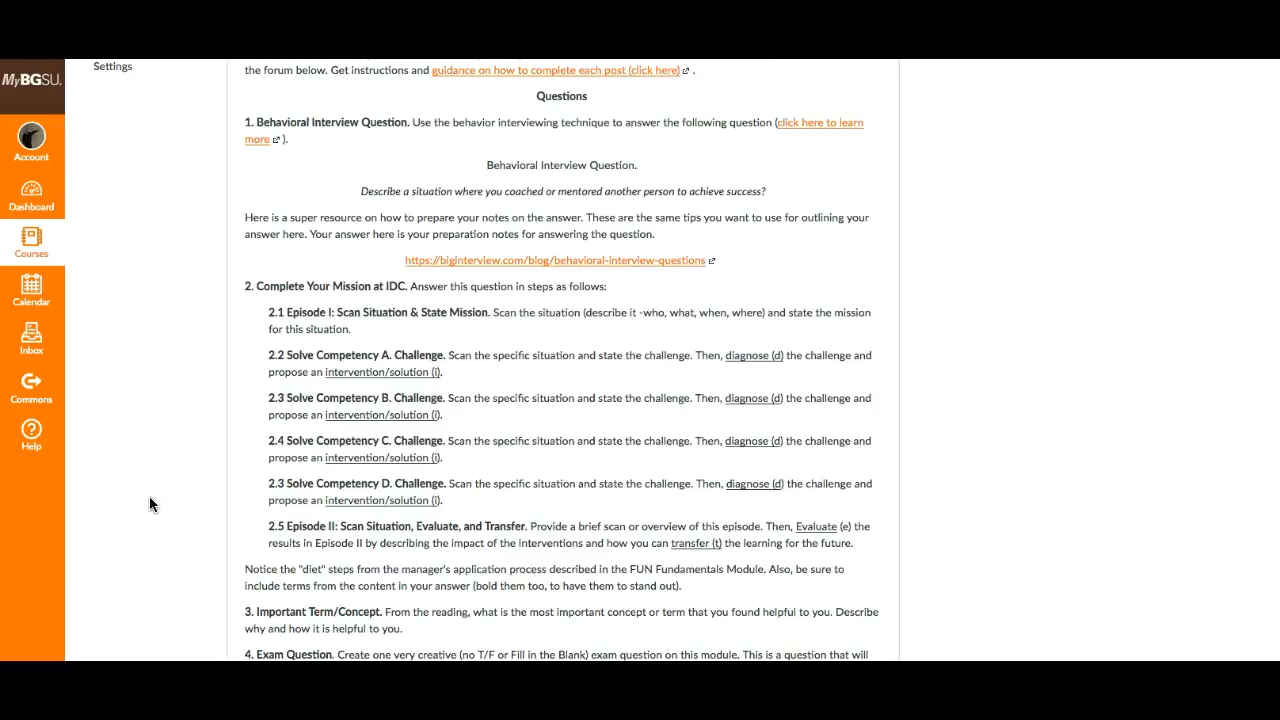 Settings
MyBGSU.
Account
Dashboard
Courses
Calendar
Inbox
Commons
Help
the forum below. Get instructions and guidance on how to complete each post (click here) .
Questions
1. Behavioral Interview Question. Use the behavior interviewing technique to answer the following question (click here to learn
more ).
Behavioral Interview Question.
Describe a situation where you coached or mentored another person to achieve success?
Here is a super resource on how to prepare your notes on the answer. These are the same tips you want to use for outlining your
answer here. Your answer here is your preparation notes for answering the question.
https://biginterview.com/blog/behavioral-interview-questions
2. Complete Your Mission at IDC. Answer this question in steps as follows:
2.1 Episode I: Scan Situation & State Mission. Scan the situation (describe it -who, what, when, where) and state the mission
for this situation.
2.2 Solve Competency A. Challenge. Scan the specific situation and state the challenge. Then, diagnose (d) the challenge and
propose an intervention/solution (i).
2.3 Solve Competency B. Challenge. Scan the specific situation and state the challenge. Then, diagnose (d) the challenge and
propose an intervention/solution (i).
2.4 Solve Competency C. Challenge. Scan the specific situation and state the challenge. Then, diagnose (d) the challenge and
propose an intervention/solution (i).
2.3 Solve Competency D. Challenge. Scan the specific situation and state the challenge. Then, diagnose (d) the challenge and
propose an intervention/solution (i).
2.5 Episode II: Scan Situation, Evaluate, and Transfer. Provide a brief scan or overview of this episode. Then, Evaluate (e) the
results in Episode II by describing the impact of the interventions and how you can transfer (t) the learning for the future.
Notice the "diet" steps from the manager's application process described in the FUN Fundamentals Module. Also, be sure to
include terms from the content in your answer (bold them too, to have them to stand out).
3. Important Term/Concept. From the reading, what is the most important concept or term that you found helpful to you. Describe
why and how it is helpful to you.
4. Exam Question. Create one very creative (no T/F or Fill in the Blank) exam question on this module. This is a question that will